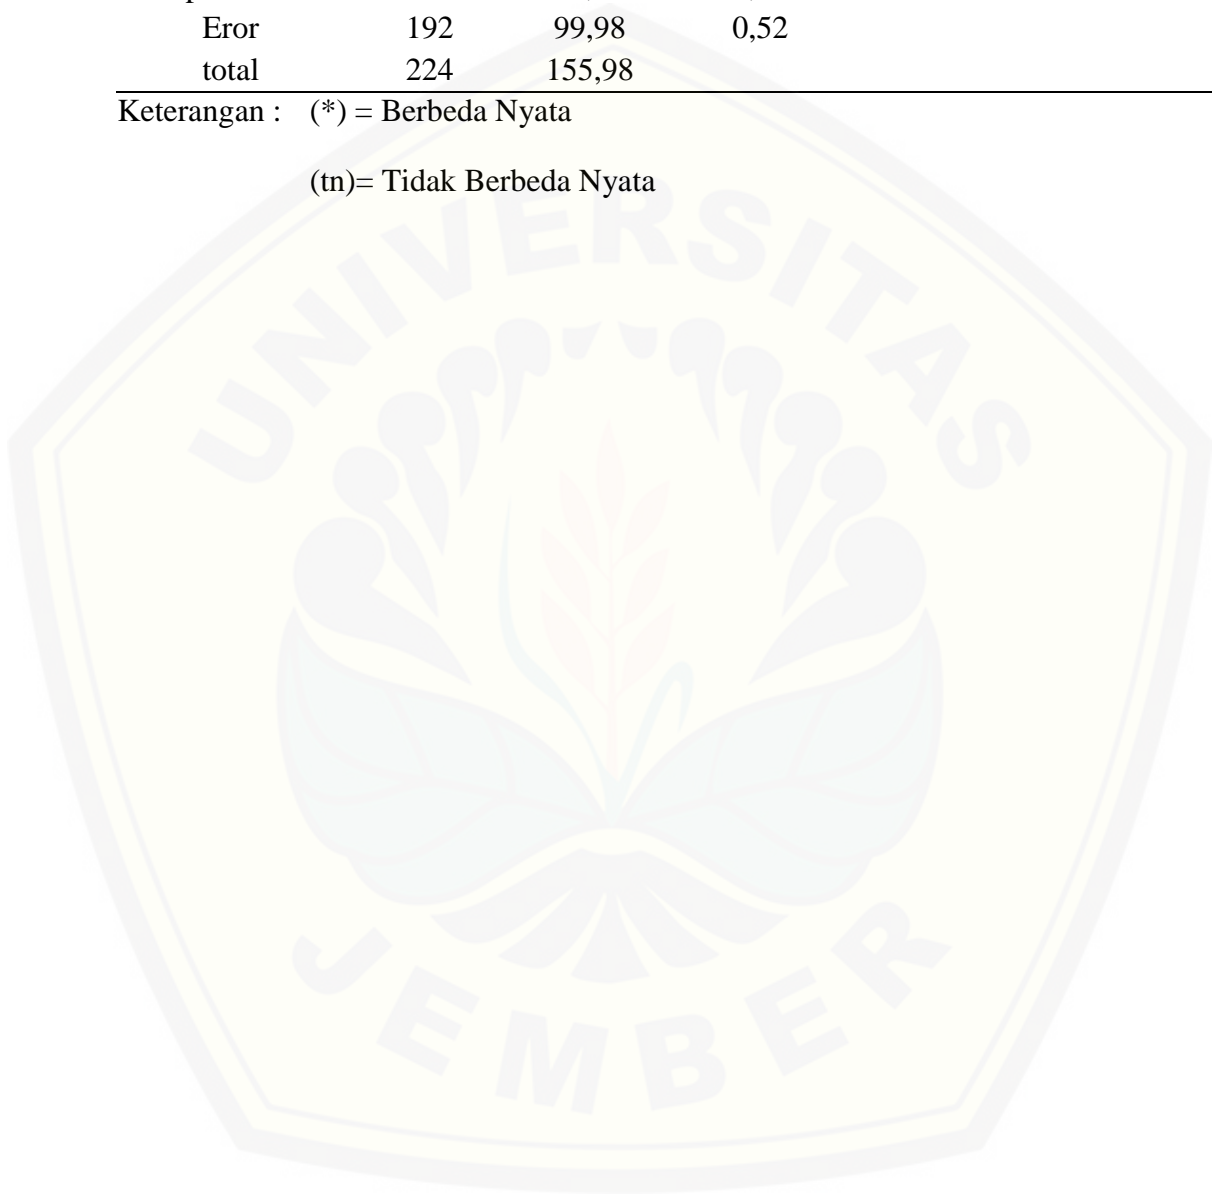 Eror 192 99,98 0,52
total 224 155,98
Keterangan : (*) = Berbeda Nyata
(tn)= Tidak Berbeda Nyata
UNIVERSITAS
JEMBER